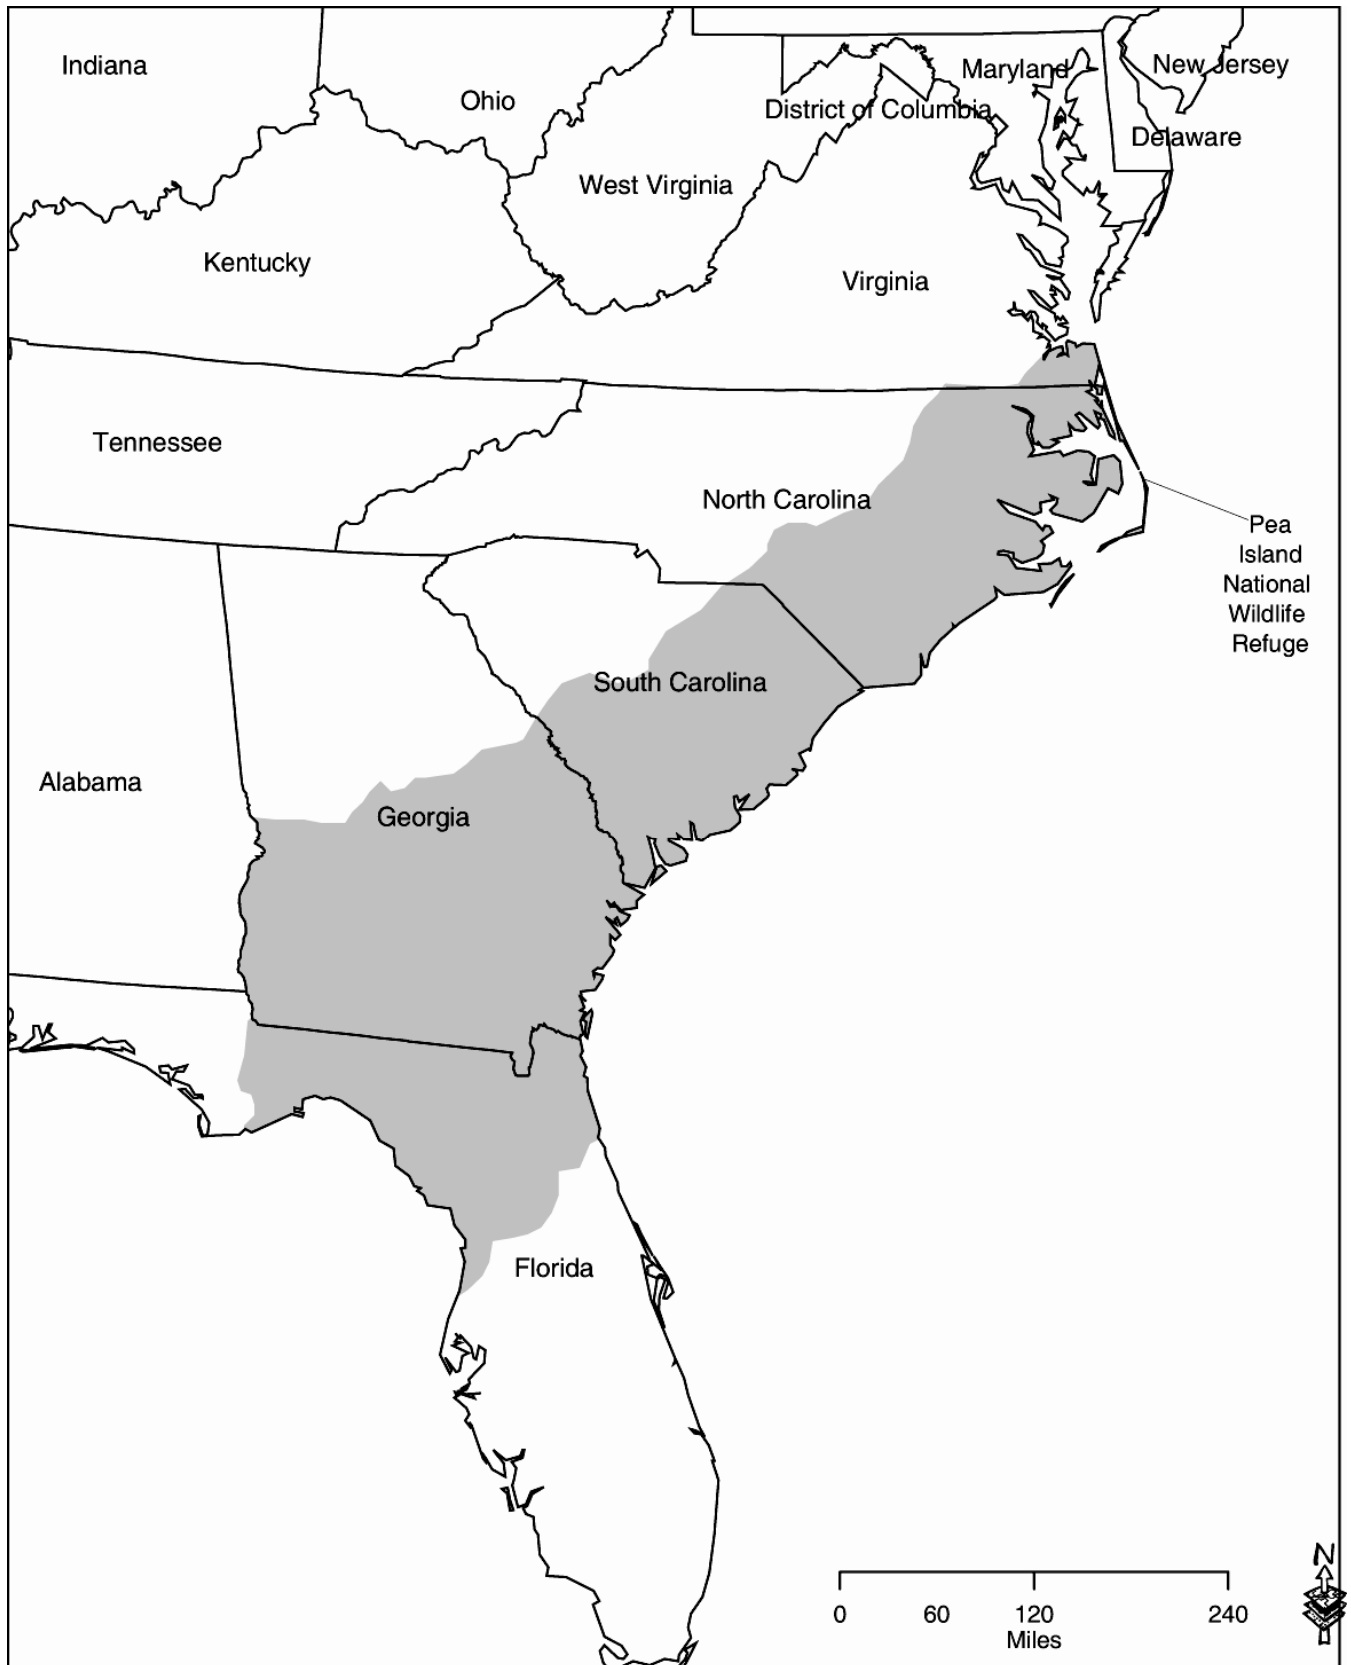 Indiana
Ohio
Maryland
New Jersey
District of Columbia
Delaware
West Virginia
Kentucky
Virginia
Tennessee
North Carolina
Pea
Island
National
Wildlife
Refuge
South Carolina
Alabama
Georgia
Florida
N
0 60 120 240
Miles